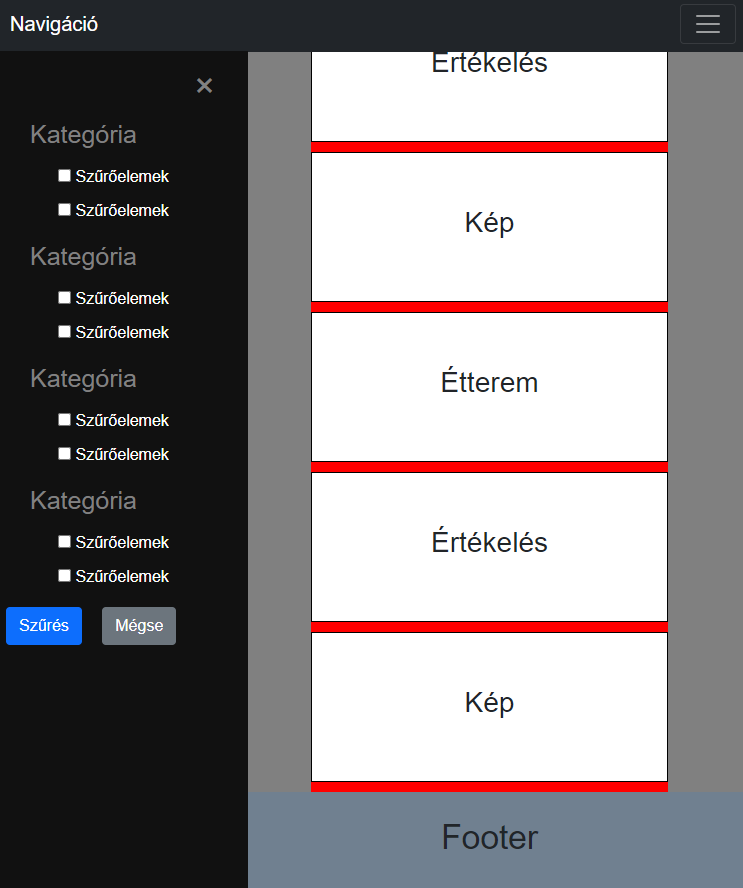 Navigáció
×
Kategória
Szűrőelemek
Szűrőelemek
Kategória
Szűrőelemek
Szűrőelemek
Kategória
Szűrőelemek
Szűrőelemek
Kategória
Szűrőelemek
Szűrőelemek
Szűrés Mégse
Értékelés
Kép
Étterem
Értékelés
Kép
Footer